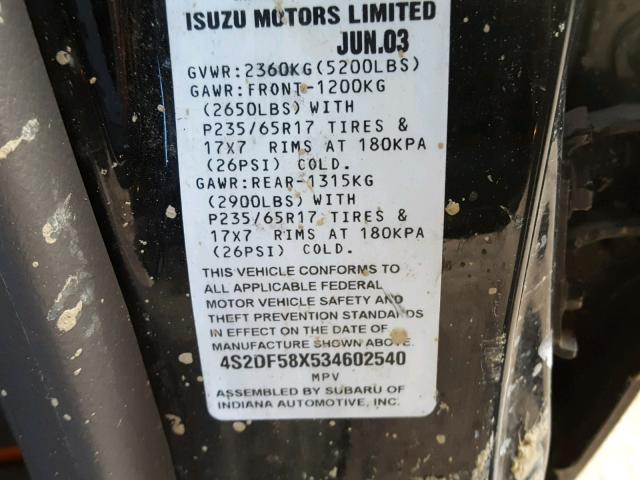 ISUZU MOTORS LIMITED
JUN.03
GVWR:2360KG(5200LBS)
GAWR:FRONT-1200KG
(2650LBS) WITH
P235/65R17 TIRES &
17X7 RIMS AT 180KPA
(26PSI) COLD.
GAWR:REAR-1315KG
(2900LBS) WITH
P235/65R17 TIRES &
17X7 RIMS AT 180KPA
(26PSI) COLD.
THIS VEHICLE CONFORMS TO
ALL APPLICABLE FEDERAL
MOTOR VEHICLE SAFETY AND
THEFT PREVENTION STANDARDS
IN EFFECT ON THE DATE OF
MANUFACTURE SHOWN ABOVE.
4S2DF58X534602540
MPV
ASSEMBLED BY SUBARU OF
INDIANA AUTOMOTIVE, INC.